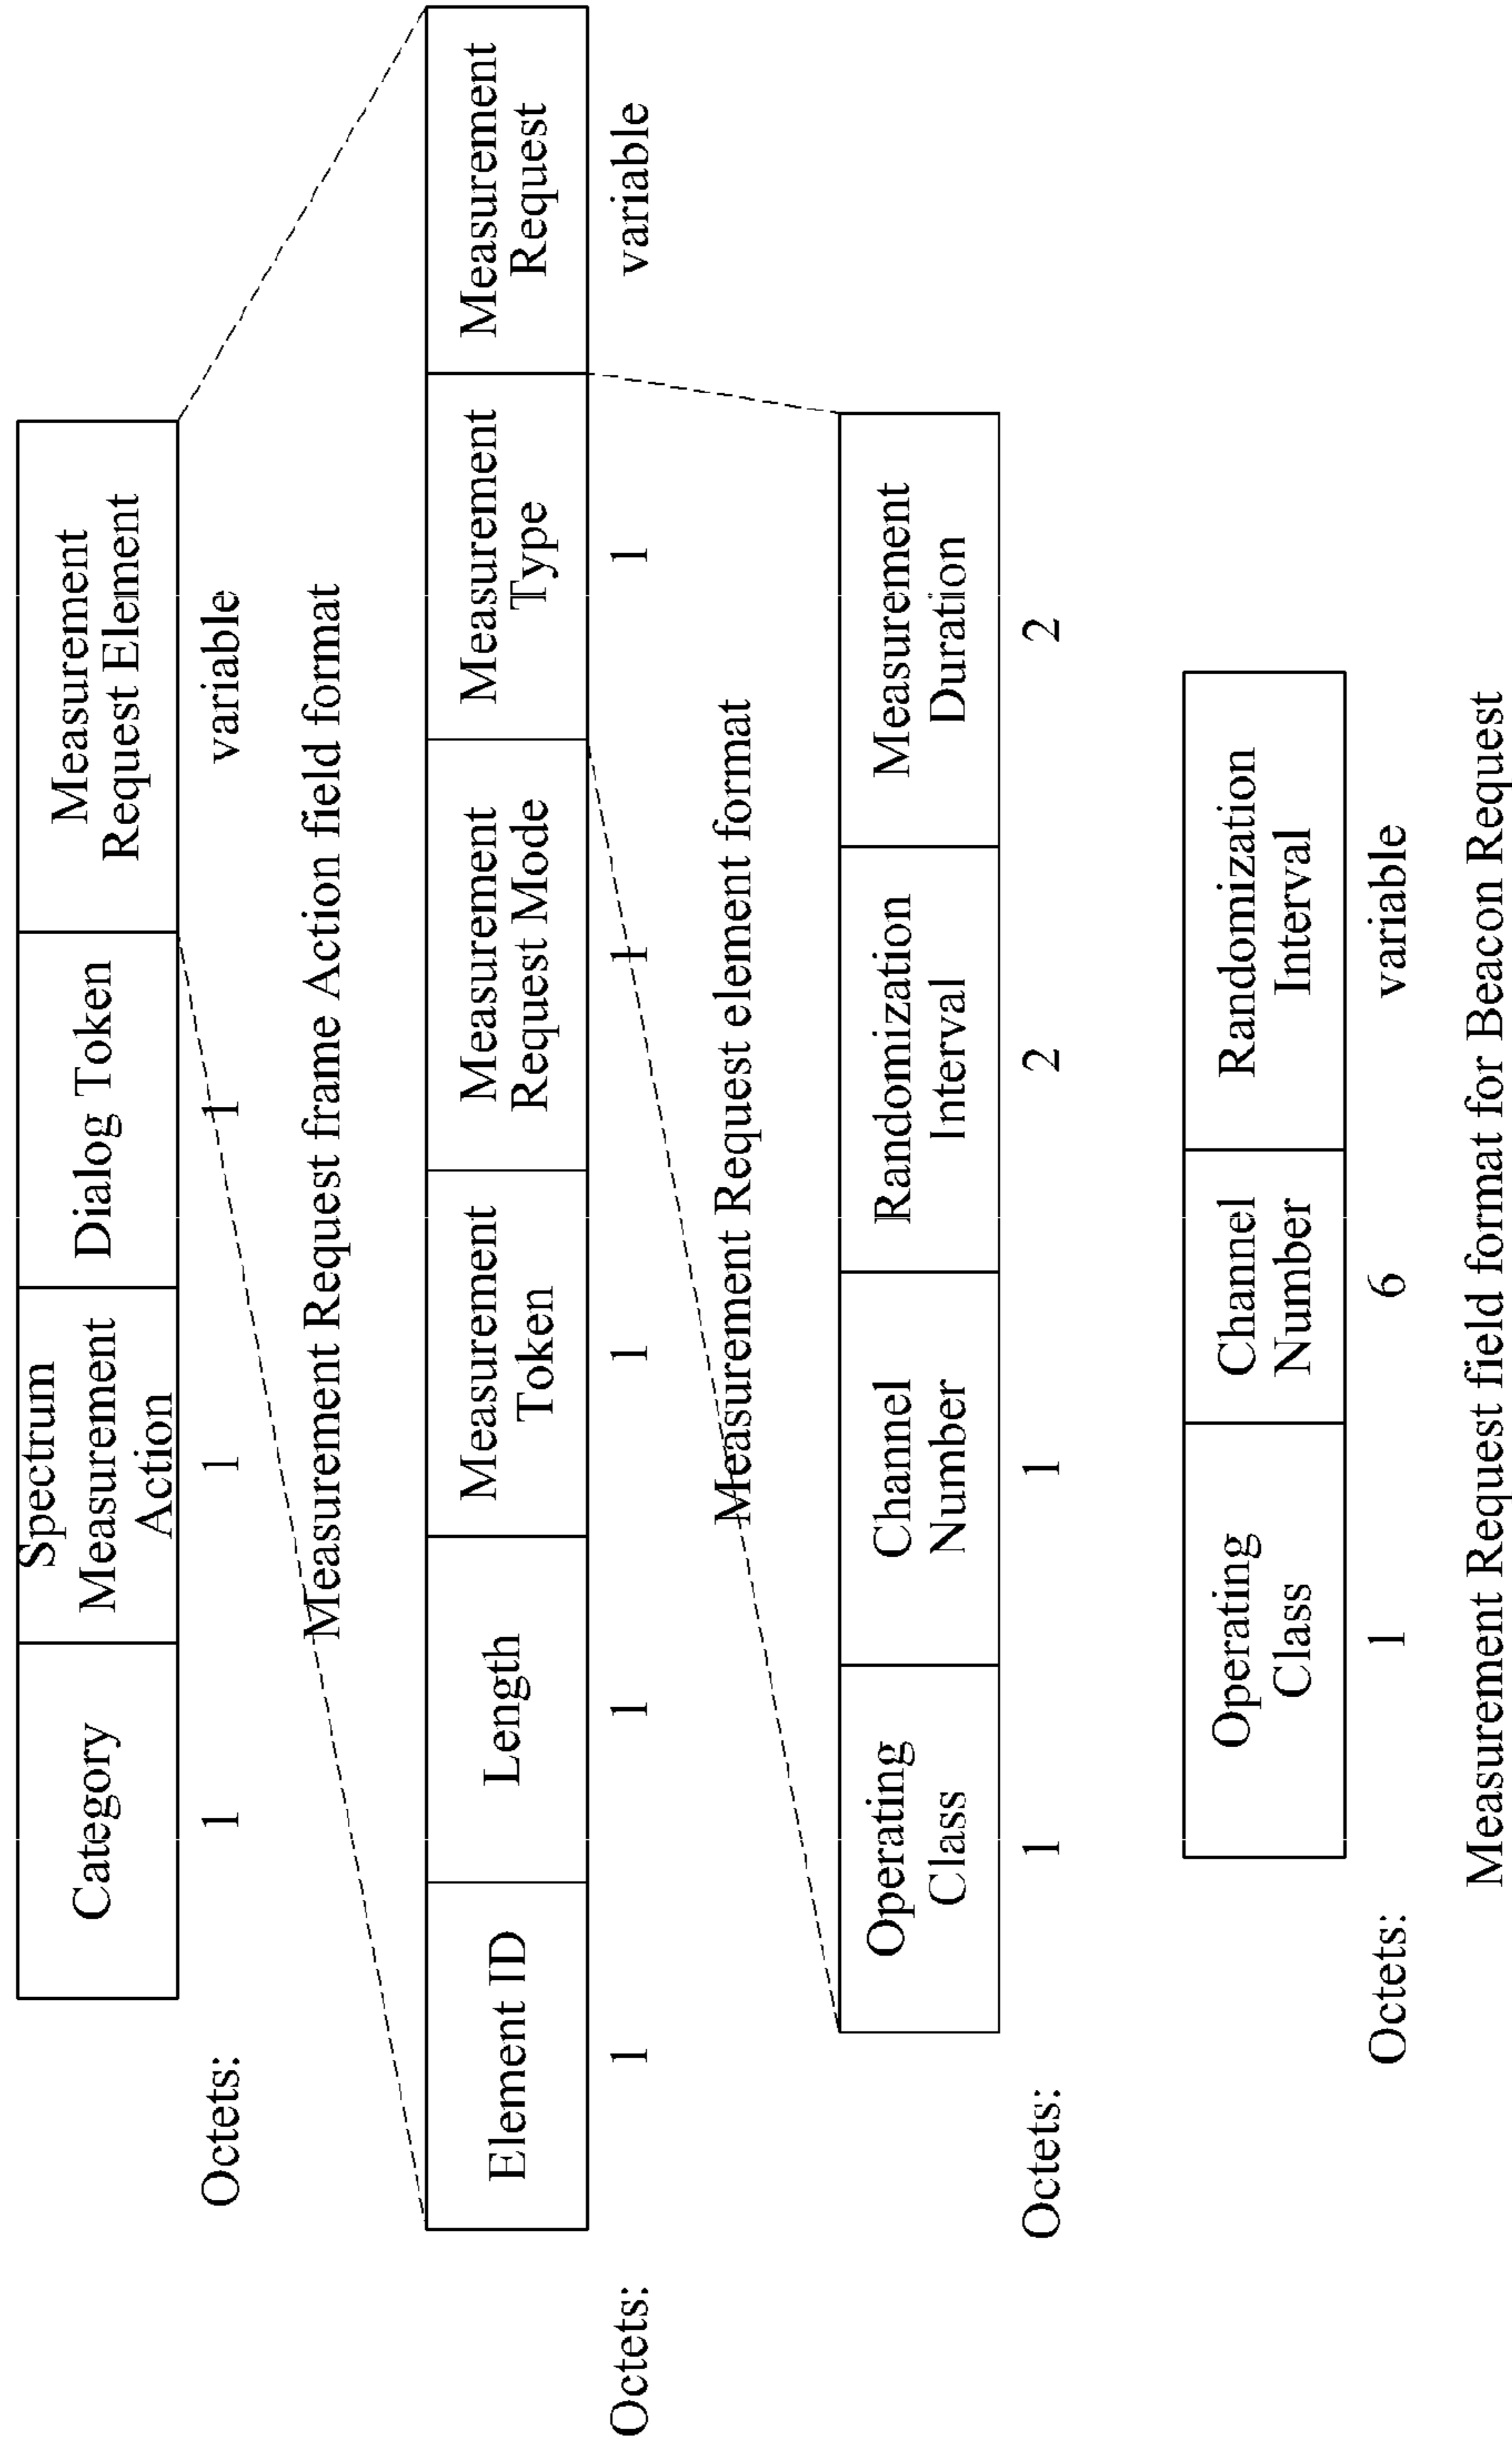 Category
Spectrum
Measurement
Action
Dialog Token
Measurement
Request Element
Octets: 1 1 1 variable
Measurement Request frame Action field format
Element ID
Length
Measurement
Token
Measurement
Request Mode
Measurement
Type
Measurement
Request
Octets: 1 1 1 1 1 variable
Measurement Request element format
Operating
Class
Channel
Number
Randomization
Interval
Measurement
Duration
Octets: 1 1 2 2
Operating
Class
Channel
Number
Randomization
Interval
Octets: 1 6 variable
Measurement Request field format for Beacon Request